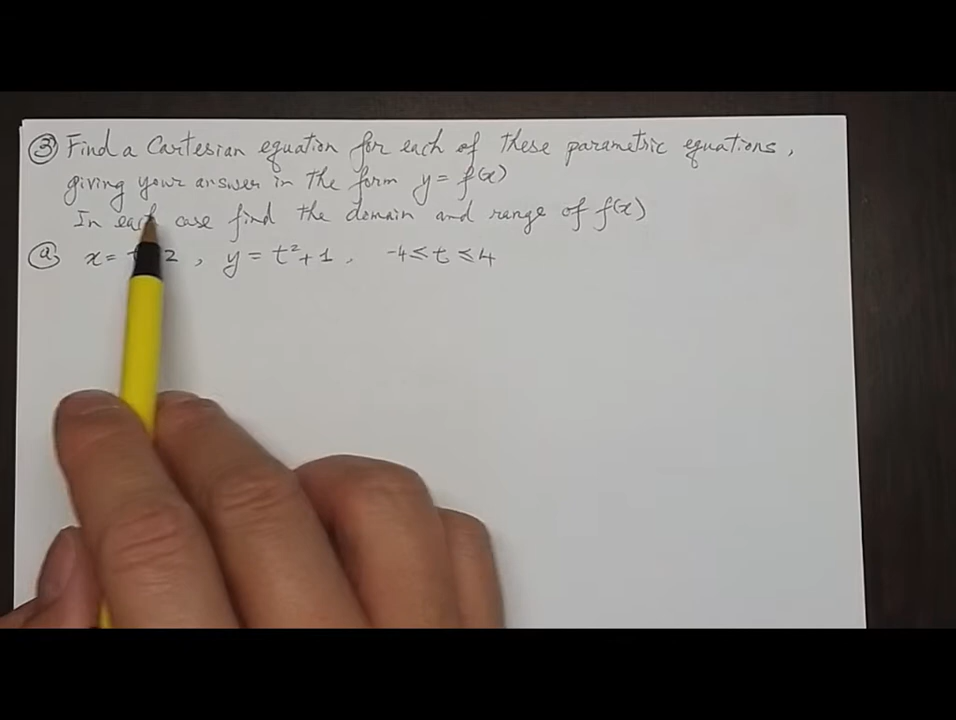 ③ Find a Cartesian equation for each of these parametric equations,
giving your answer in the form y = f(x)
In each case find the domain and range of f(x)
ⓐ x = 2 , y = t²+1 , -4 ≤ t ≤ 4